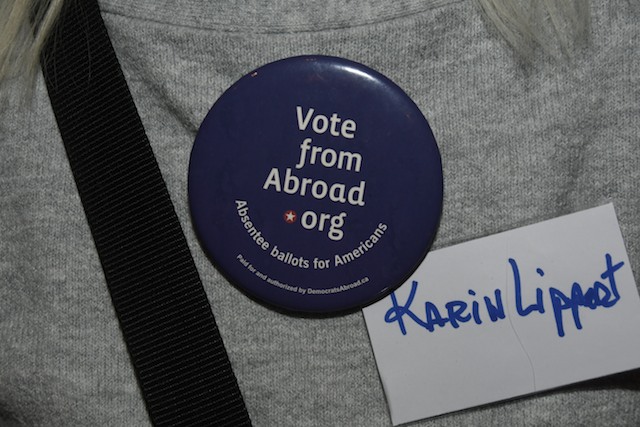 Vote
from
Abroad
.org
Absentee ballots for Americans
Paid for and authorized by DemocratsAbroad.ca
Karin Lippert